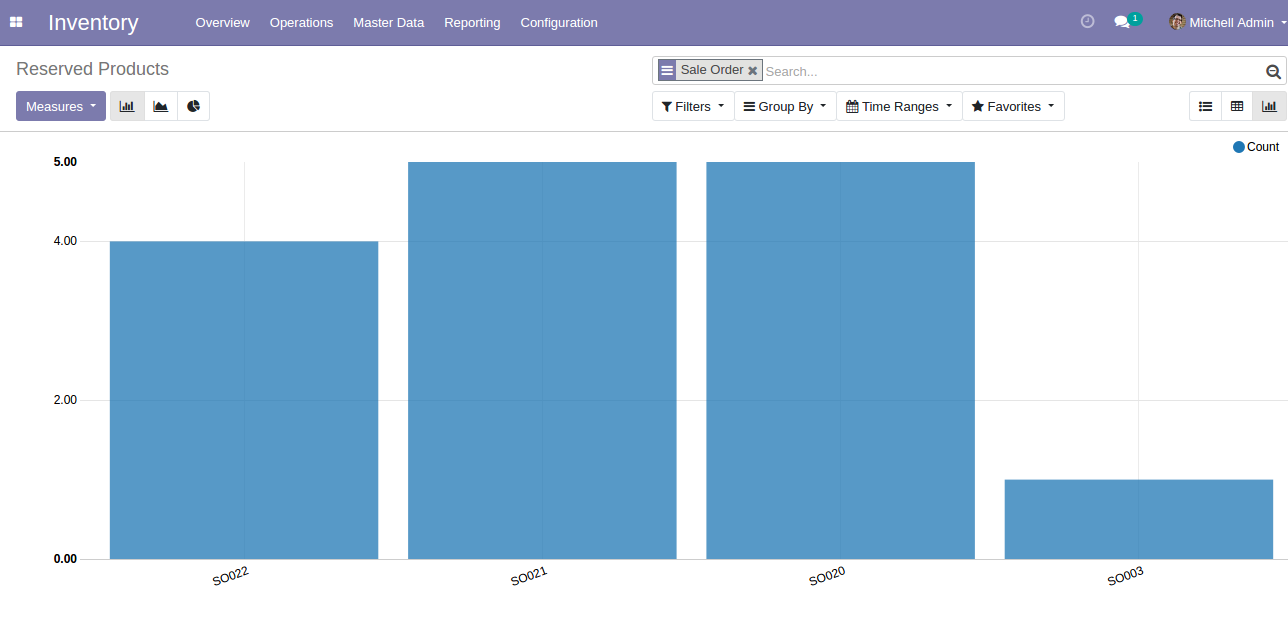 Inventory Overview Operations Master Data Reporting Configuration 1 Mitchell Admin
Reserved Products Sale Order Search...
Measures Filters Group By Time Ranges Favorites
Count
5.00
4.00
2.00
0.00
SO022 SO021 SO020 SO003